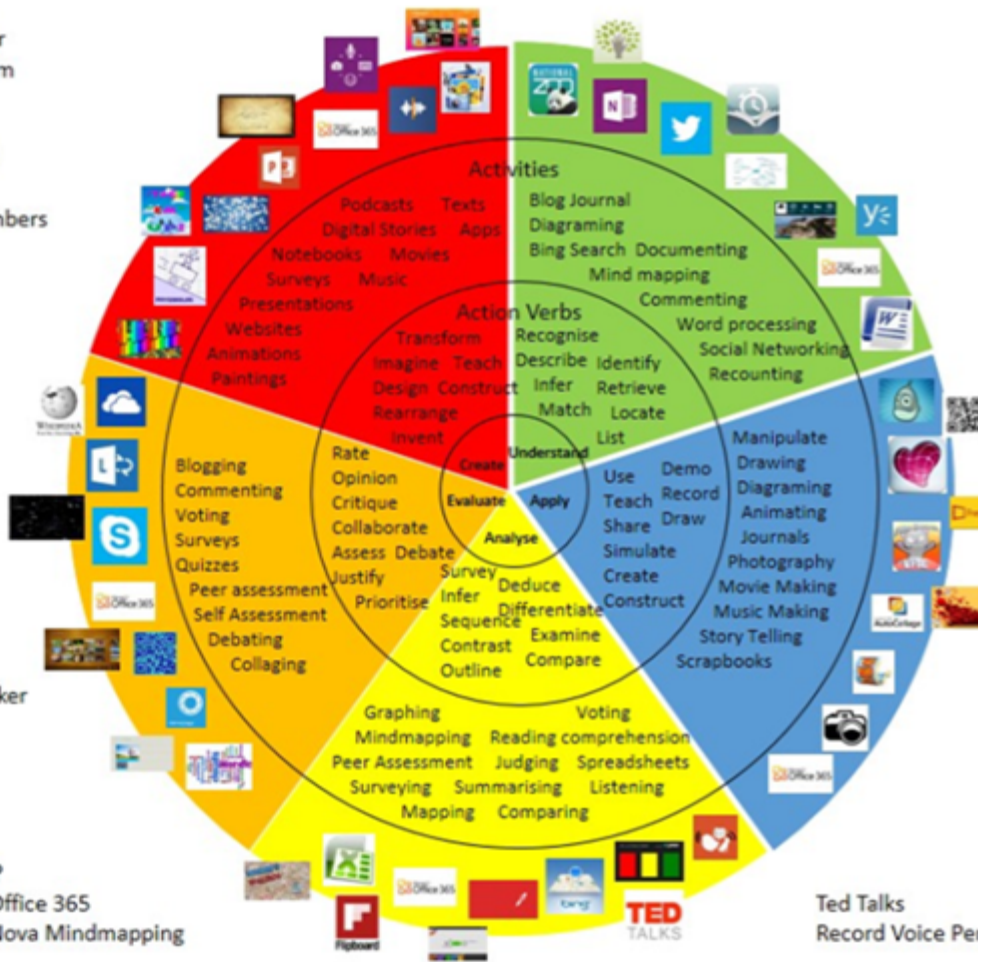 r
m
nbers
ker
Office 365
Nova Mindmapping
Ted Talks
Record Voice Pe
Activities
Podcasts Texts
Digital Stories Apps
Notebooks Movies
Surveys Music
Presentations
Websites
Animations
Paintings
Blog Journal
Diagraming
Bing Search Documenting
Mind mapping
Commenting
Word processing
Social Networking
Recounting
Action Verbs
Transform
Imagine Teach
Design Construct
Rearrange
Invent
Create
Recognise
Describe Identify
Infer Retrieve
Match Locate
List
Understand
Rate
Opinion
Critique
Collaborate
Assess Debate
Justify
Prioritise
Evaluate
Blogging
Commenting
Voting
Surveys
Quizzes
Peer assessment
Self Assessment
Debating
Collaging
Apply
Use Demo
Teach Record
Share Draw
Simulate
Create
Construct
Manipulate
Drawing
Diagraming
Animating
Journals
Photography
Movie Making
Music Making
Story Telling
Scrapbooks
Analyse
Survey Deduce
Infer Differentiate
Sequence Examine
Contrast Compare
Outline
Graphing Voting
Mindmapping Reading comprehension
Peer Assessment Judging Spreadsheets
Surveying Summarising Listening
Mapping Comparing
Office 365
NATIONAL
ZOO
N
Office 365
W
WIKIPEDIA
L
S
Office 365
Office 365
Flipboard
bing
TED
TALKS
AutoCollage
Office 365